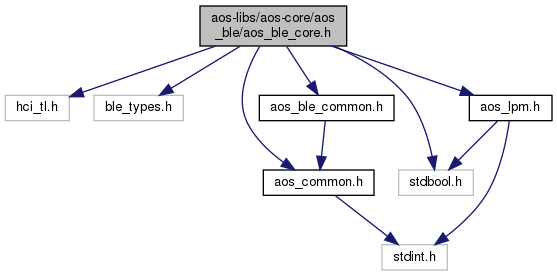 aos-libs/aos-core/aos
_ble/aos_ble_core.h
hci_tl.h
ble_types.h
aos_ble_common.h
aos_lpm.h
aos_common.h
stdbool.h
stdint.h